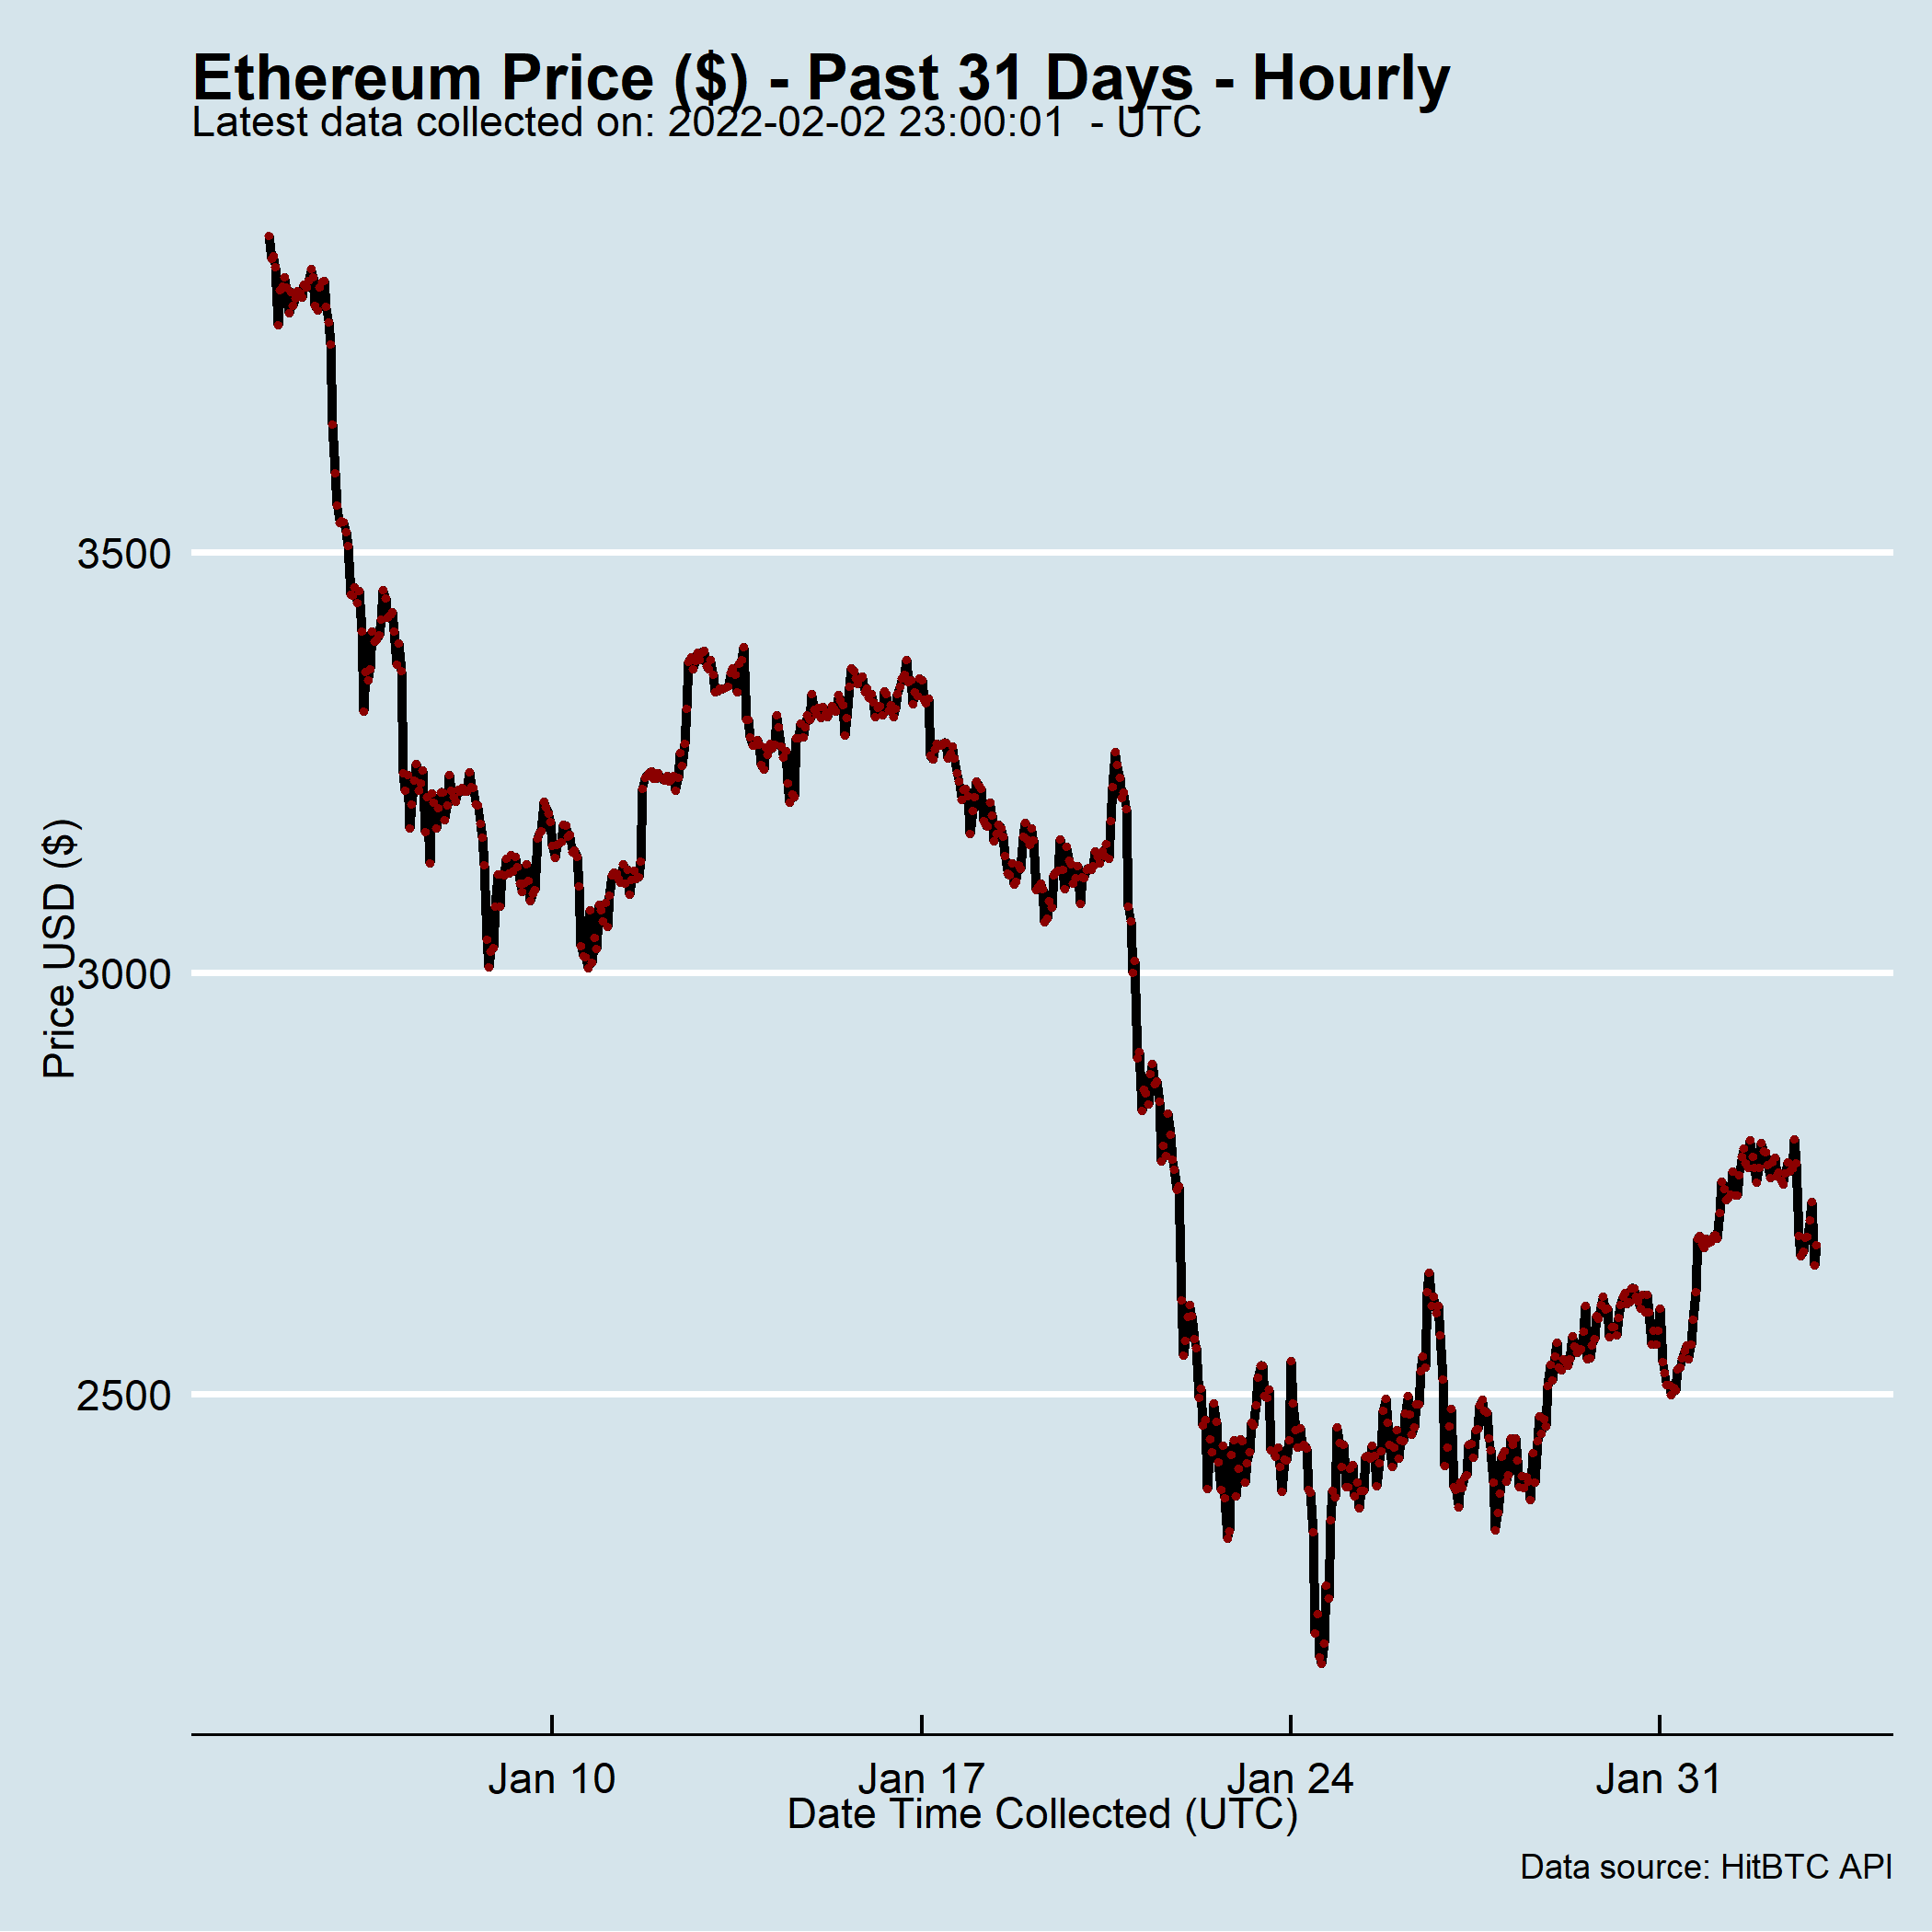 Ethereum Price ($) - Past 31 Days - Hourly
Latest data collected on: 2022-02-02 23:00:01  - UTC
3500
3000
2500
Price USD ($)
Jan 10
Jan 17
Jan 24
Jan 31
Date Time Collected (UTC)
Data source: HitBTC API